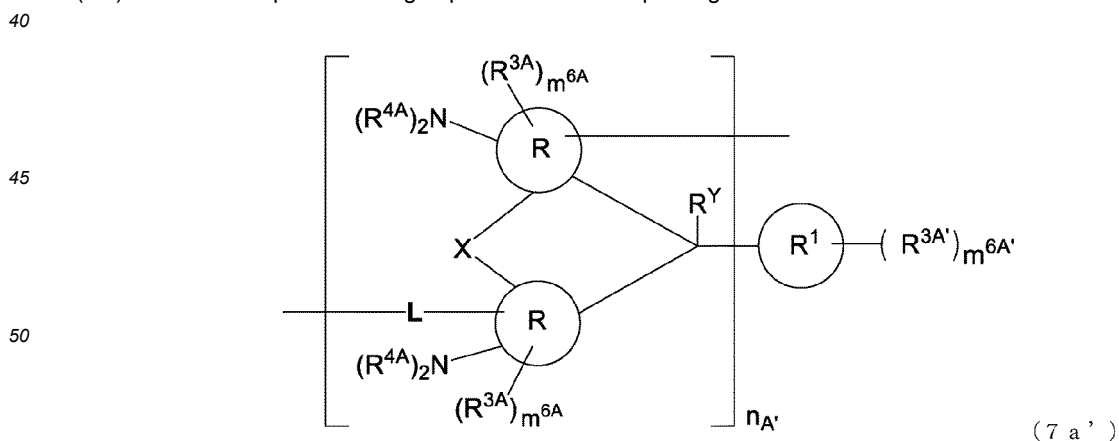 40
(R3A)m6A
(R4A)2N
R
45
RY
X
R1 ( R3A')m6A'
L
R
50
(R4A)2N
(R3A)m6A
nA'
(7a')